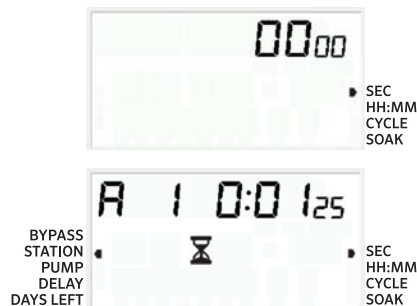 0000
SEC
HH:MM
CYCLE
SOAK
A 1 0:01 25
BYPASS
STATION
PUMP
DELAY
DAYS LEFT
SEC
HH:MM
CYCLE
SOAK